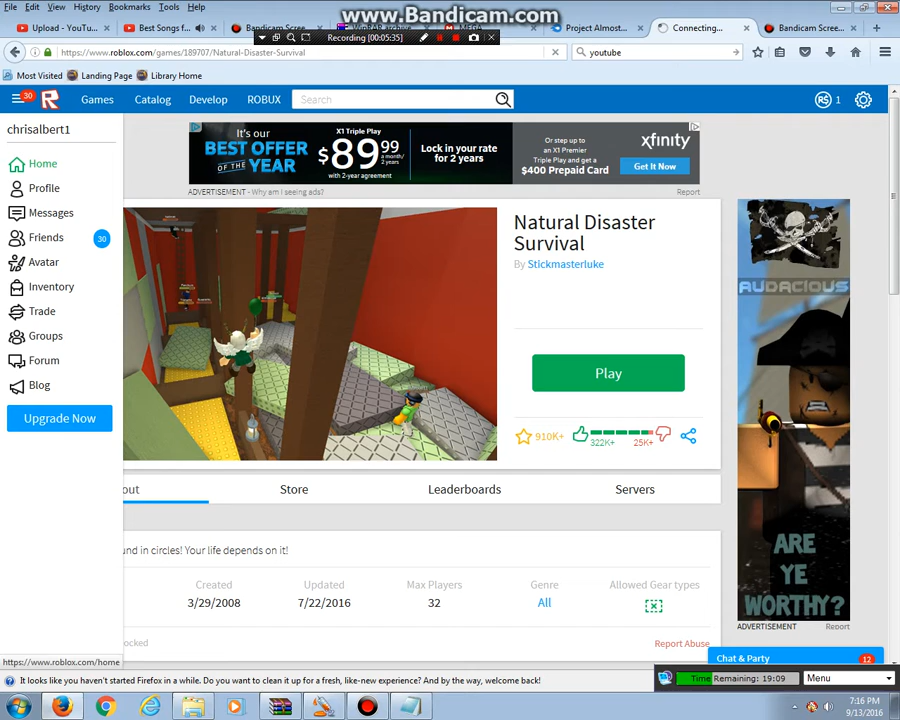 www.Bandicam.com
File Edit View History Bookmarks Tools Help
Upload - YouTu...
Best Songs f...
Bandicam Scree...
WinRAR archive
MEGA
Project Almost...
Connecting...
Bandicam Scree...
Recording [00:05:35]
https://www.roblox.com/games/189707/Natural-Disaster-Survival
youtube
Most Visited
Landing Page
Library Home
30
Games
Catalog
Develop
ROBUX
Search
R$ 1
chrisalbert1
Home
Profile
Messages
Friends
30
Avatar
Inventory
Trade
Groups
Forum
Blog
Upgrade Now
It's our
BEST OFFER
OF THE YEAR
X1 Triple Play
$89.99
a month/
2 years
with 2-year agreement
Lock in your rate
for 2 years
Or step up
to an X1 Premier
Triple Play and get a
$400 Prepaid Card
xfinity
Get It Now
ADVERTISEMENT - Why am I seeing ads?
Report
Natural Disaster
Survival
By Stickmasterluke
Play
910K+
322K+
25K+
out
Store
Leaderboards
Servers
und in circles! Your life depends on it!
Created
3/29/2008
Updated
7/22/2016
Max Players
32
Genre
All
Allowed Gear types
ocked
Report Abuse
AUDACIOUS
ARE
YE
WORTHY?
ADVERTISEMENT
Report
Chat & Party
12
https://www.roblox.com/home
It looks like you haven't started Firefox in a while. Do you want to clean it up for a fresh, like-new experience? And by the way, welcome back!
Time Remaining: 19:09
Menu
7:16 PM
9/13/2016